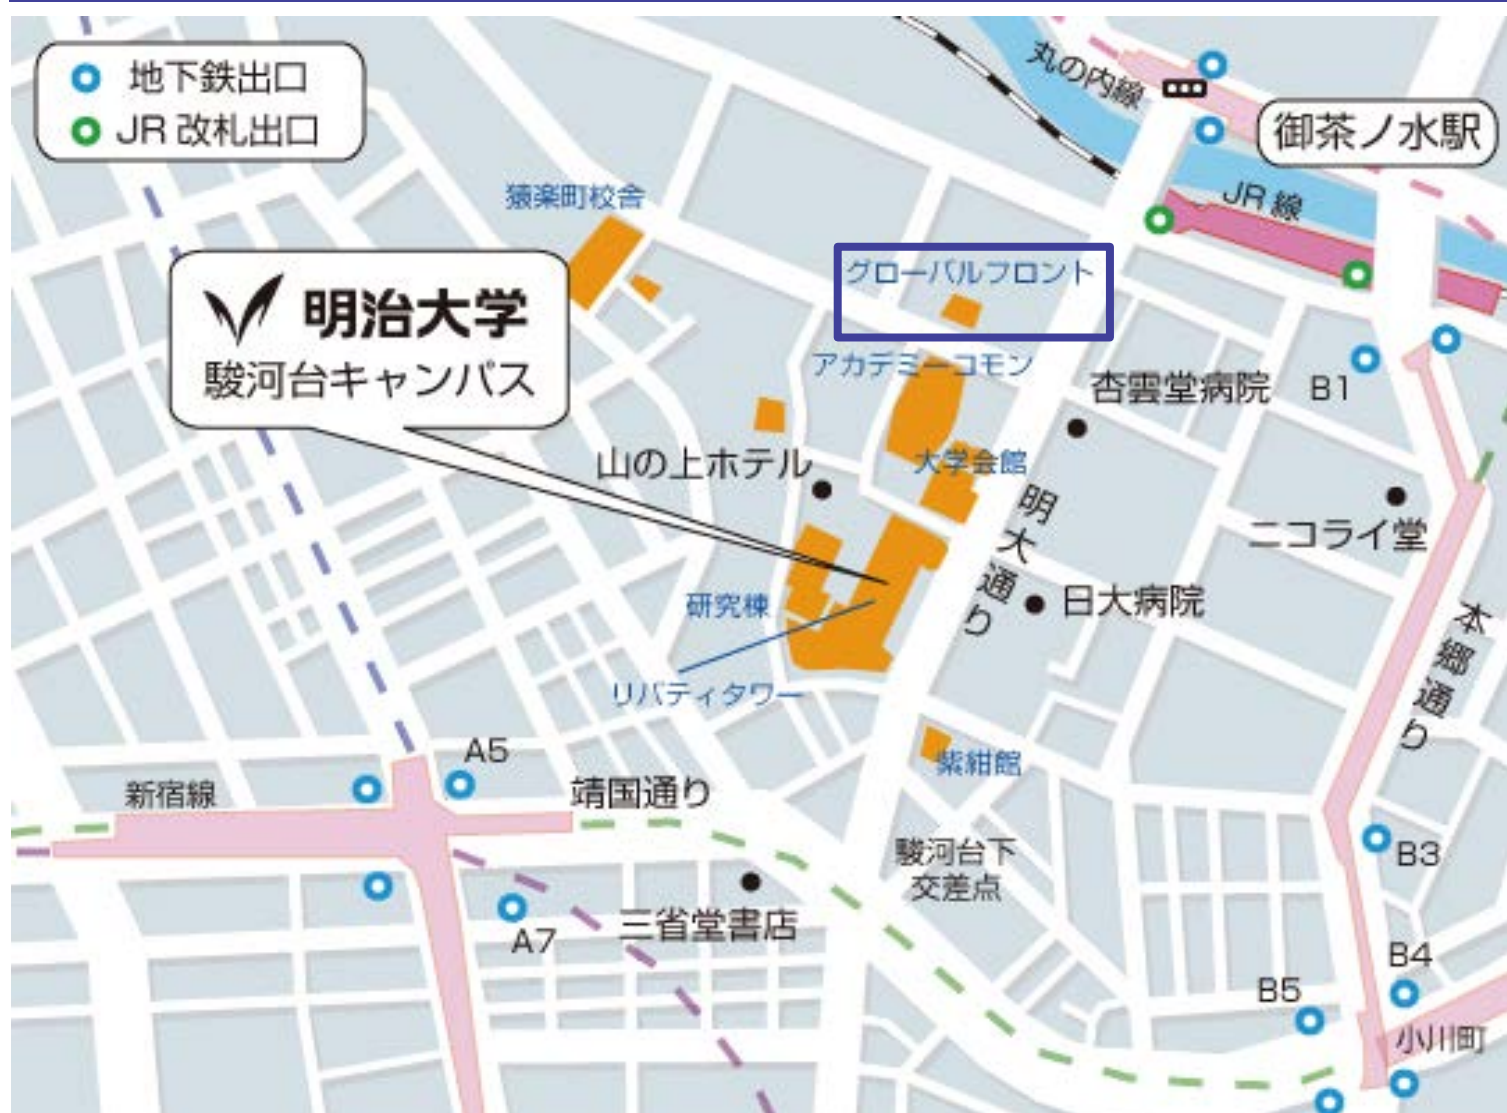 地下鉄出口
JR 改札出口
丸の内線
御茶ノ水駅
JR 線
猿楽町校舎
グローバルフロント
明治大学
駿河台キャンパス
アカデミーコモン
杏雲堂病院
B1
山の上ホテル
大学会館
明大通り
ニコライ堂
研究棟
日大病院
本郷通り
リバティタワー
紫紺館
A5
新宿線
靖国通り
駿河台下
交差点
B3
A7
三省堂書店
B4
B5
小川町